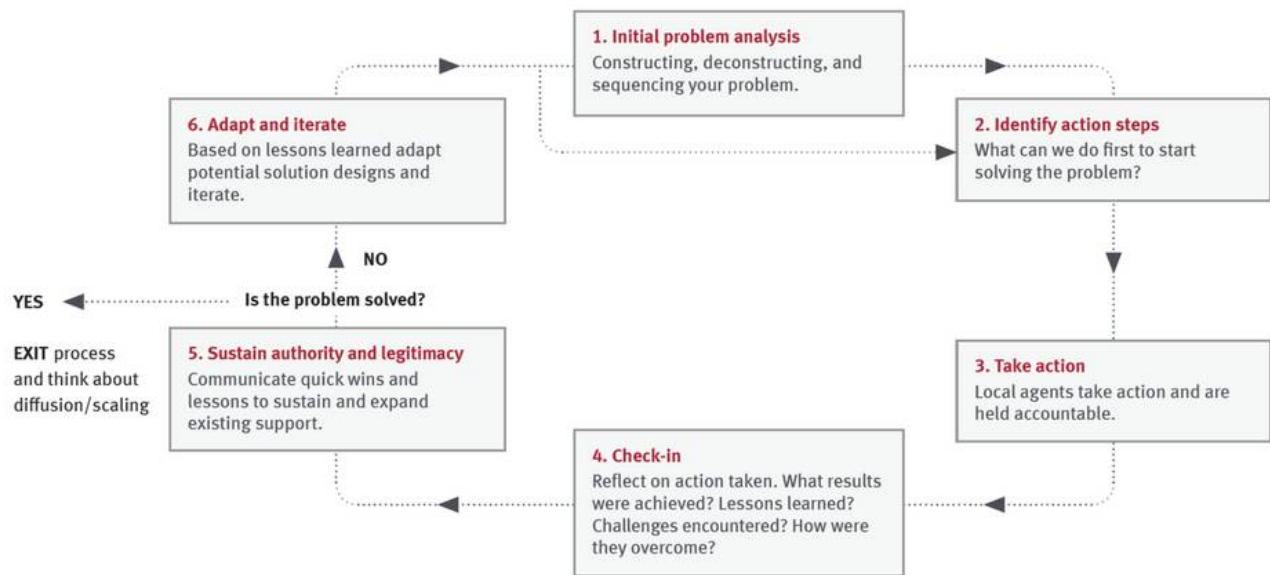 1. Initial problem analysis
Constructing, deconstructing, and
sequencing your problem.
2. Identify action steps
What can we do first to start
solving the problem?
3. Take action
Local agents take action and are
held accountable.
4. Check-in
Reflect on action taken. What results
were achieved? Lessons learned?
Challenges encountered? How were
they overcome?
5. Sustain authority and legitimacy
Communicate quick wins and
lessons to sustain and expand
existing support.
Is the problem solved?
YES
EXIT process
and think about
diffusion/scaling
NO
6. Adapt and iterate
Based on lessons learned adapt
potential solution designs and
iterate.